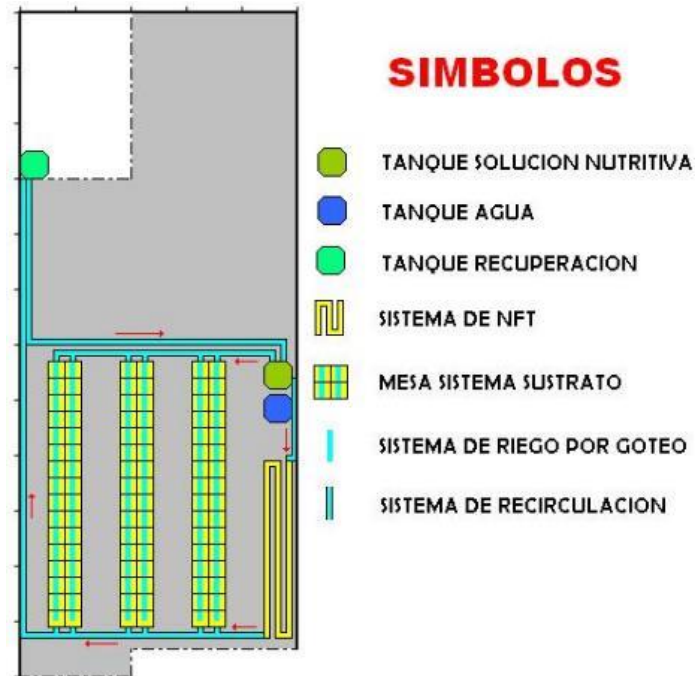 SIMBOLOS
TANQUE SOLUCION NUTRITIVA
TANQUE AGUA
TANQUE RECUPERACION
SISTEMA DE NFT
MESA SISTEMA SUSTRATO
SISTEMA DE RIEGO POR GOTEO
SISTEMA DE RECIRCULACION